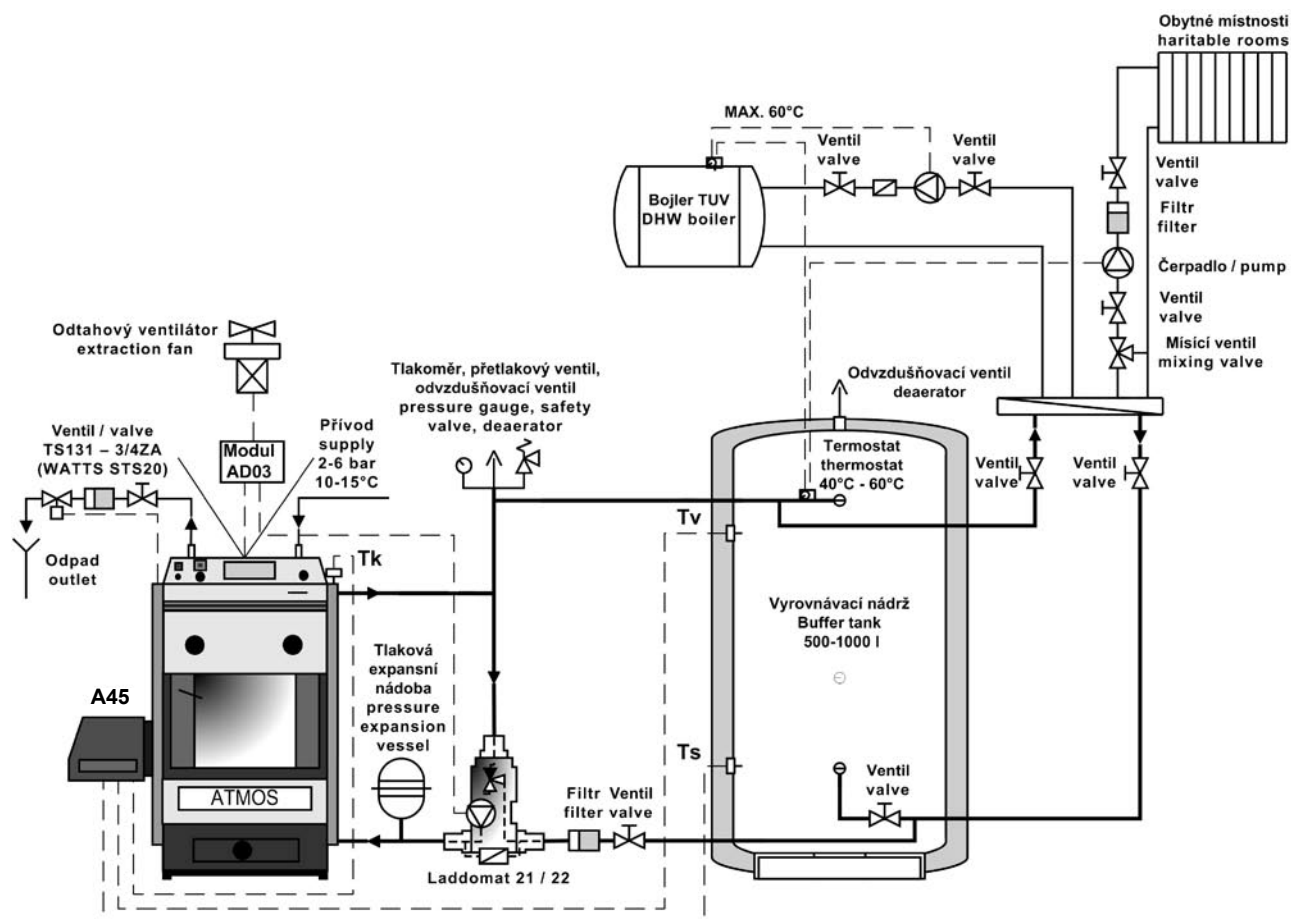 Obytné místnosti
haritable rooms
MAX. 60°C
Ventil
valve
Ventil
valve
Ventil
valve
Bojler TUV
DHW boiler
Filtr
filter
Čerpadlo / pump
Ventil
valve
Mísící ventil
mixing valve
Odtahový ventilátor
extraction fan
Tlakoměr, přetlakový ventil,
odvzdušňovací ventil
pressure gauge, safety
valve, deaerator
Odvzdušňovací ventil
deaerator
Ventil / valve
TS131 – 3/4ZA
(WATTS STS20)
Modul
AD03
Přívod
supply
2-6 bar
10-15°C
Termostat
thermostat
40°C - 60°C
Ventil
valve
Ventil
valve
Odpad
outlet
Tk
Tv
Vyrovnávací nádrž
Buffer tank
500-1000 l
Tlaková
expansní
nádoba
pressure
expansion
vessel
A45
Ts
ATMOS
Filtr Ventil
filter valve
Ventil
valve
Laddomat 21 / 22